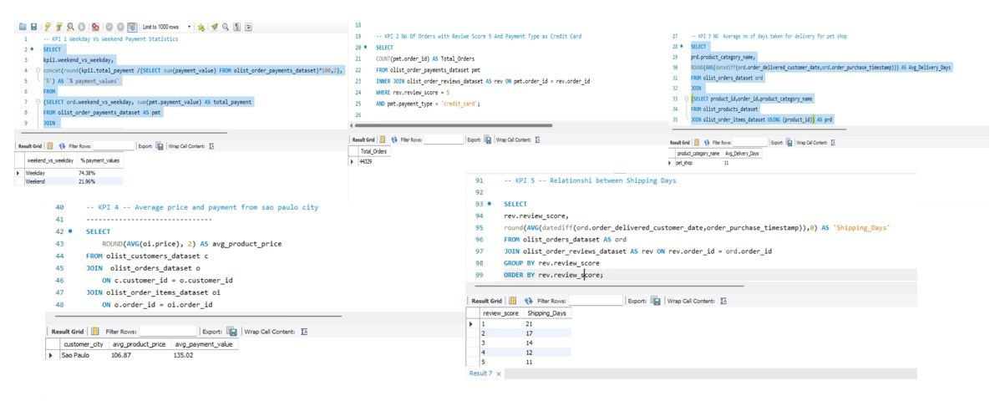 Limit to 1000 rows
1 -- KPI 1 Weekday Vs Weekend Payment Statistics
2 SELECT
3 kpi1.weekend_vs_weekday,
4 concat(round(kpi1.total_payment /(SELECT sum(payment_value) FROM olist_order_payments_dataset)*100,2),
5 '%') AS '% payment_values'
6 FROM
7 (SELECT ord.weekend_vs_weekday, sum(pmt.payment_value) AS total_payment
8 FROM olist_order_payments_dataset AS pmt
9 JOIN
Result Grid Filter Rows: Export: Wrap Cell Content:
weekend_vs_weekday % payment_values
Weekday 74.38%
Weekend 21.96%
18
19 -- KPI 2 No Of Orders with Reviwe Score 5 And Payment Type as Credit Card
20 SELECT
21 COUNT(pmt.order_id) AS Total_Orders
22 FROM olist_order_payments_dataset pmt
23 INNER JOIN olist_order_reviews_dataset AS rev ON pmt.order_id = rev.order_id
24 WHERE rev.review_score = 5
25 AND pmt.payment_type = 'credit_card';
26
Result Grid Filter Rows: Export: Wrap Cell Content:
Total_Orders
44329
27 -- KPI 3 NO Average no of days taken for delivery for pet shop
28 SELECT
29 prd.product_category_name,
30 ROUND(AVG(datediff(ord.order_delivered_customer_date,ord.order_purchase_timestamp))) AS Avg_Delivery_Days
31 FROM olist_orders_dataset ord
32 JOIN
33 (SELECT product_id,order_id,product_category_name
34 FROM olist_products_dataset
35 JOIN olist_order_items_dataset USING (product_id)) AS prd
Result Grid Filter Rows: Export: Wrap Cell Content:
product_category_name Avg_Delivery_Days
pet_shop 11
40 -- KPI 4 -- Average price and payment from sao paulo city
41 ------------------------------
42 SELECT
43 ROUND(AVG(oi.price), 2) AS avg_product_price
44 FROM olist_customers_dataset c
45 JOIN olist_orders_dataset o
46 ON c.customer_id = o.customer_id
47 JOIN olist_order_items_dataset oi
48 ON o.order_id = oi.order_id
Result Grid Filter Rows: Export: Wrap Cell Content:
customer_city avg_product_price avg_payment_value
Sao Paulo 106.87 135.02
91 -- KPI 5 -- Relationshi between Shipping Days
92
93 SELECT
94 rev.review_score,
95 round(AVG(datediff(ord.order_delivered_customer_date,order_purchase_timestamp)),0) AS 'Shipping_Days'
96 FROM olist_orders_dataset AS ord
97 JOIN olist_order_reviews_dataset AS rev ON rev.order_id = ord.order_id
98 GROUP BY rev.review_score
99 ORDER BY rev.review_score;
Result Grid Filter Rows: Export: Wrap Cell Content:
review_score Shipping_Days
1 21
2 17
3 14
4 12
5 11
Result 7 ×